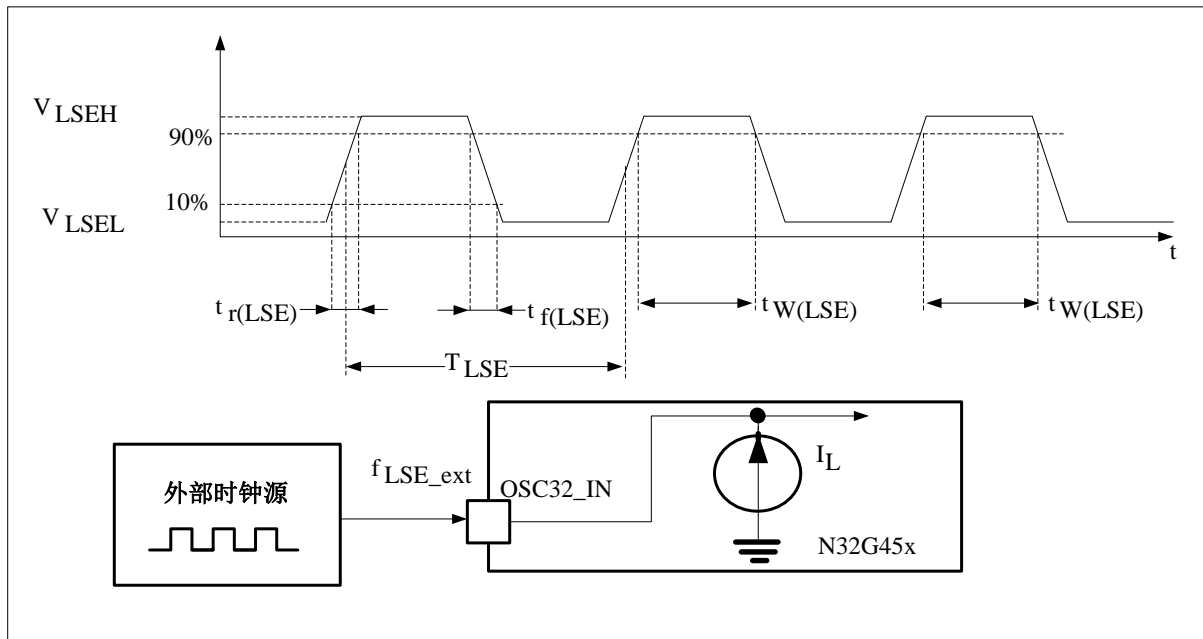 V LSEH
90%
10%
V LSEL
t
t r(LSE)
t f(LSE)
t W(LSE)
t W(LSE)
T LSE
外部时钟源
f LSE_ext
OSC32_IN
I L
N32G45x